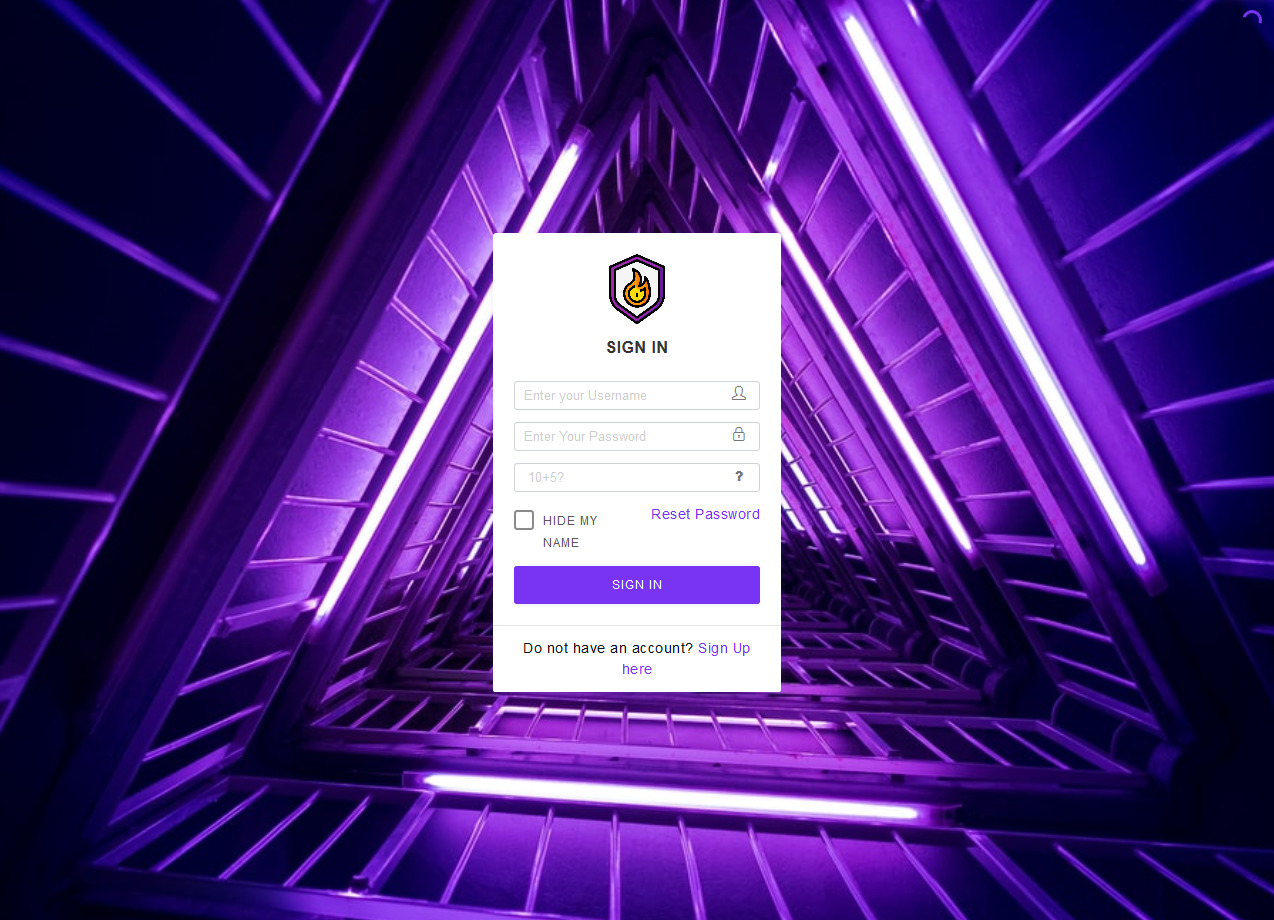 SIGN IN
Enter your Username
Enter Your Password
10+5?
?
HIDE MY
NAME
Reset Password
SIGN IN
Do not have an account? Sign Up
here